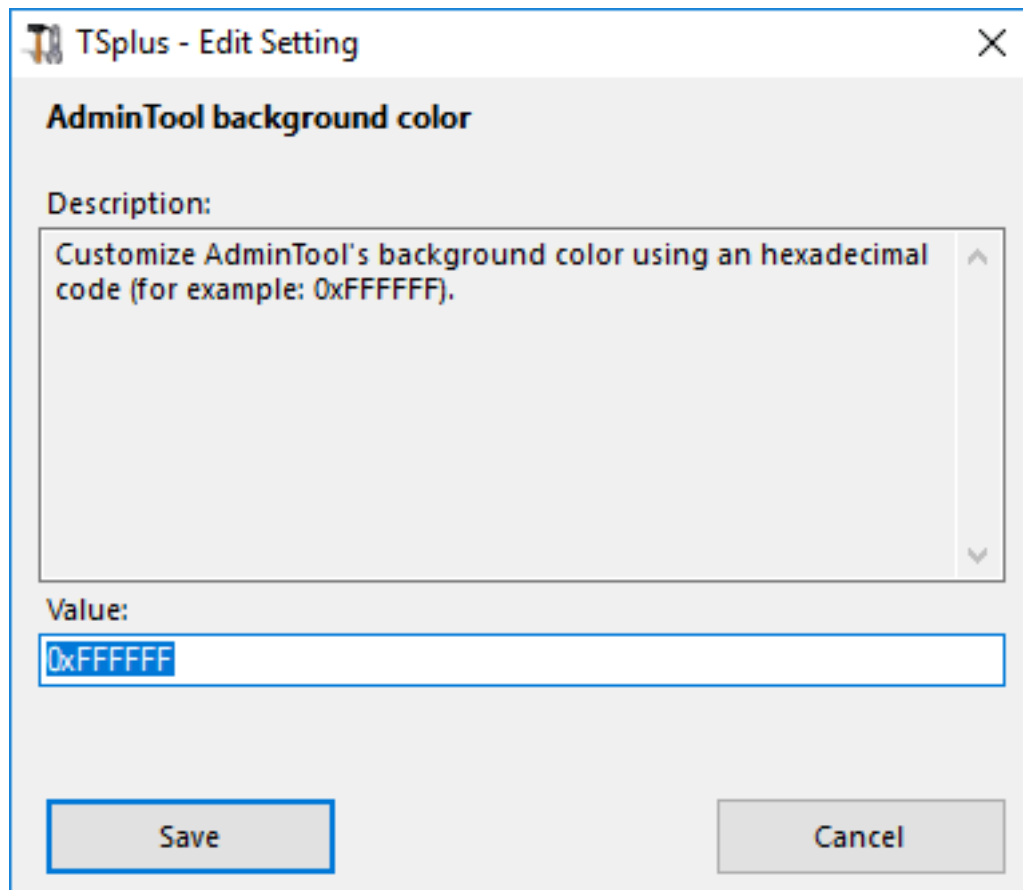 TSplus - Edit Setting
AdminTool background color
Description:
Customize AdminTool's background color using an hexadecimal
code (for example: 0xFFFFFF).
Value:
0xFFFFFF
Save
Cancel